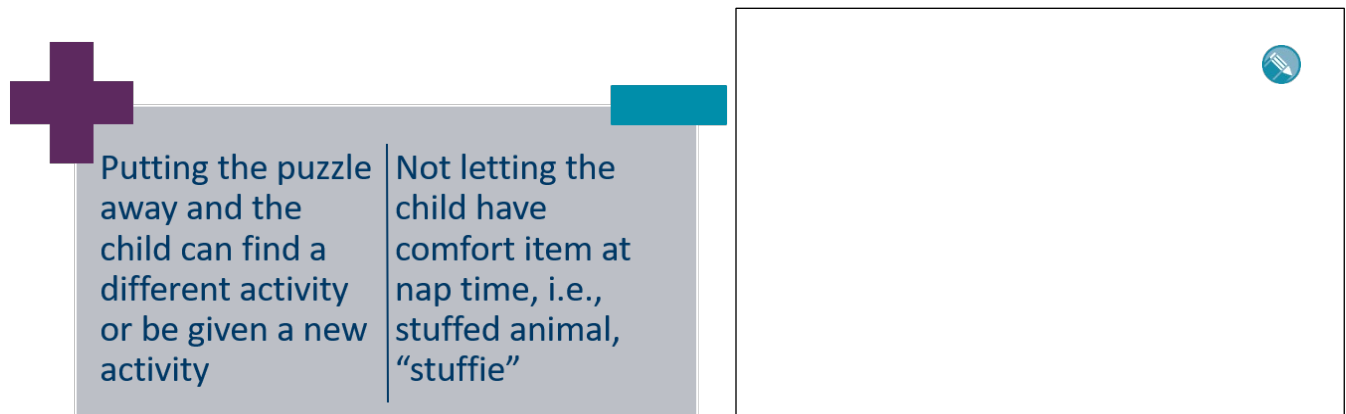 Putting the puzzle
away and the
child can find a
different activity
or be given a new
activity
Not letting the
child have
comfort item at
nap time, i.e.,
stuffed animal,
“stuffie”